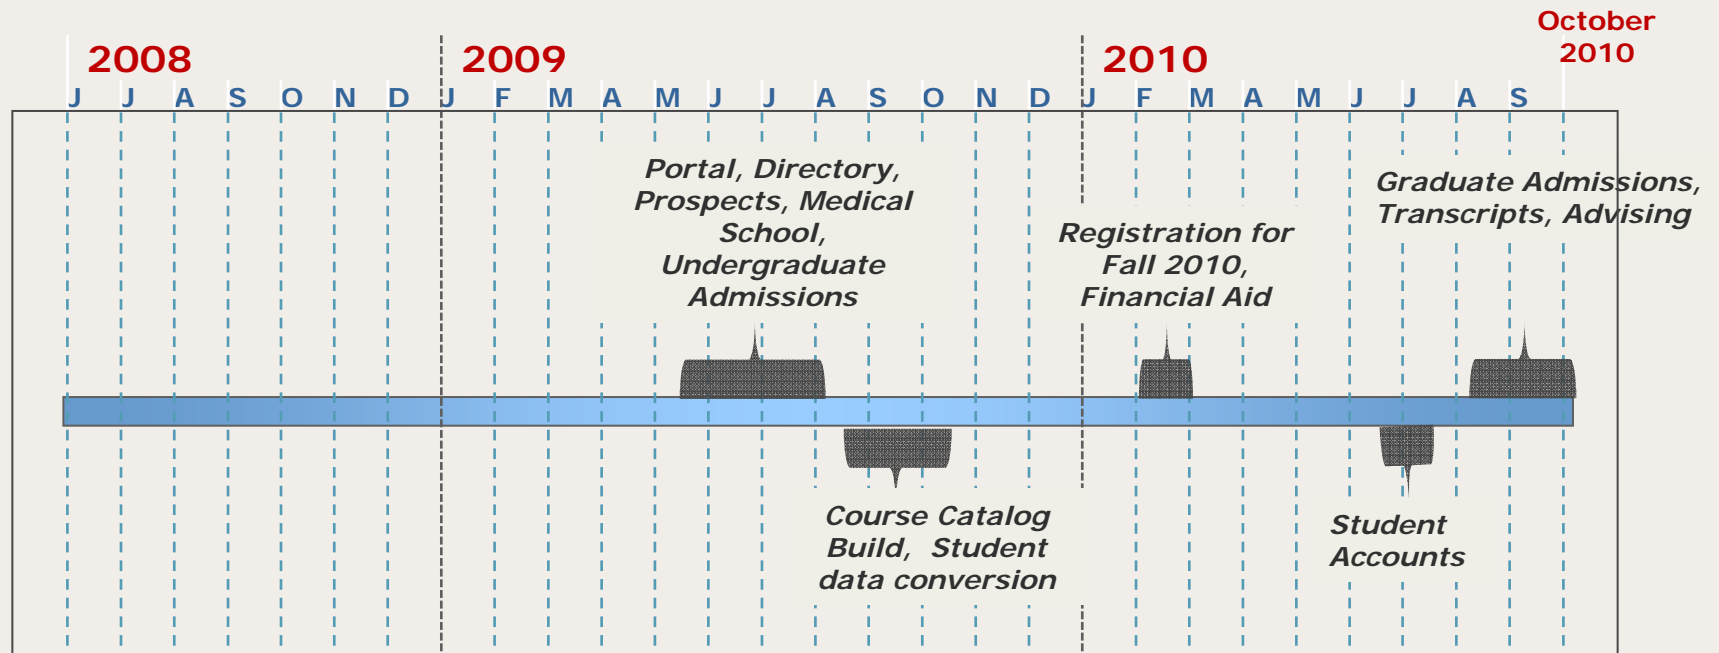 October
2010
2008 2009 2010
J J A S O N D J F M A M J J A S O N D J F M A M J J A S
Portal, Directory,
Prospects, Medical
School,
Undergraduate
Admissions
Registration for
Fall 2010,
Financial Aid
Graduate Admissions,
Transcripts, Advising
Course Catalog
Build, Student
data conversion
Student
Accounts